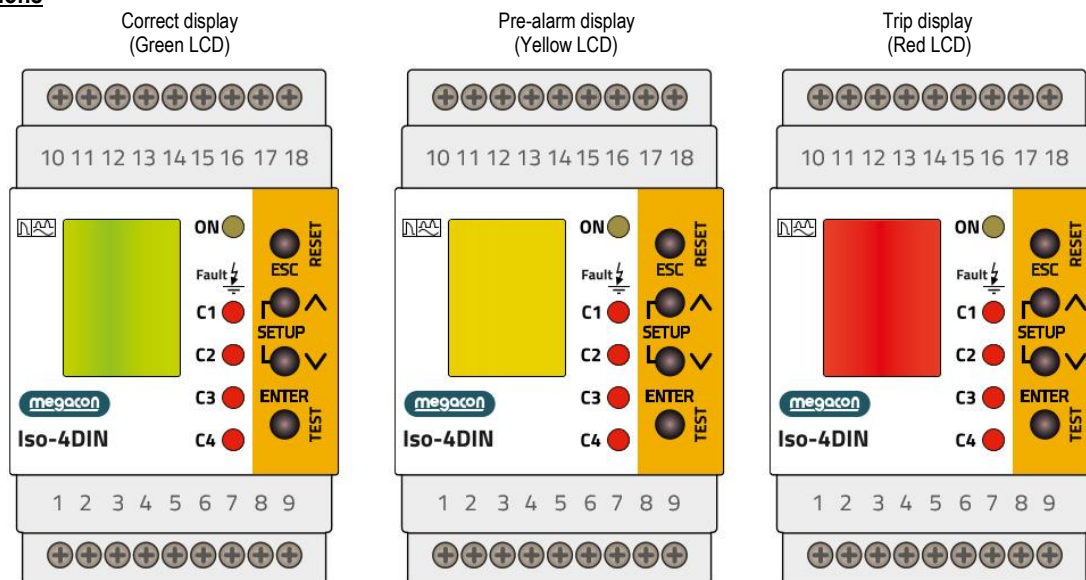 Correct display
(Green LCD)
Pre-alarm display
(Yellow LCD)
Trip display
(Red LCD)
10 11 12 13 14 15 16 17 18
ON
RESET
ESC
Fault
C1
SETUP
C2
C3
ENTER
TEST
megacon
Iso-4DIN
C4
1 2 3 4 5 6 7 8 9
10 11 12 13 14 15 16 17 18
ON
RESET
ESC
Fault
C1
SETUP
C2
C3
ENTER
TEST
megacon
Iso-4DIN
C4
1 2 3 4 5 6 7 8 9
10 11 12 13 14 15 16 17 18
ON
RESET
ESC
Fault
C1
SETUP
C2
C3
ENTER
TEST
megacon
Iso-4DIN
C4
1 2 3 4 5 6 7 8 9